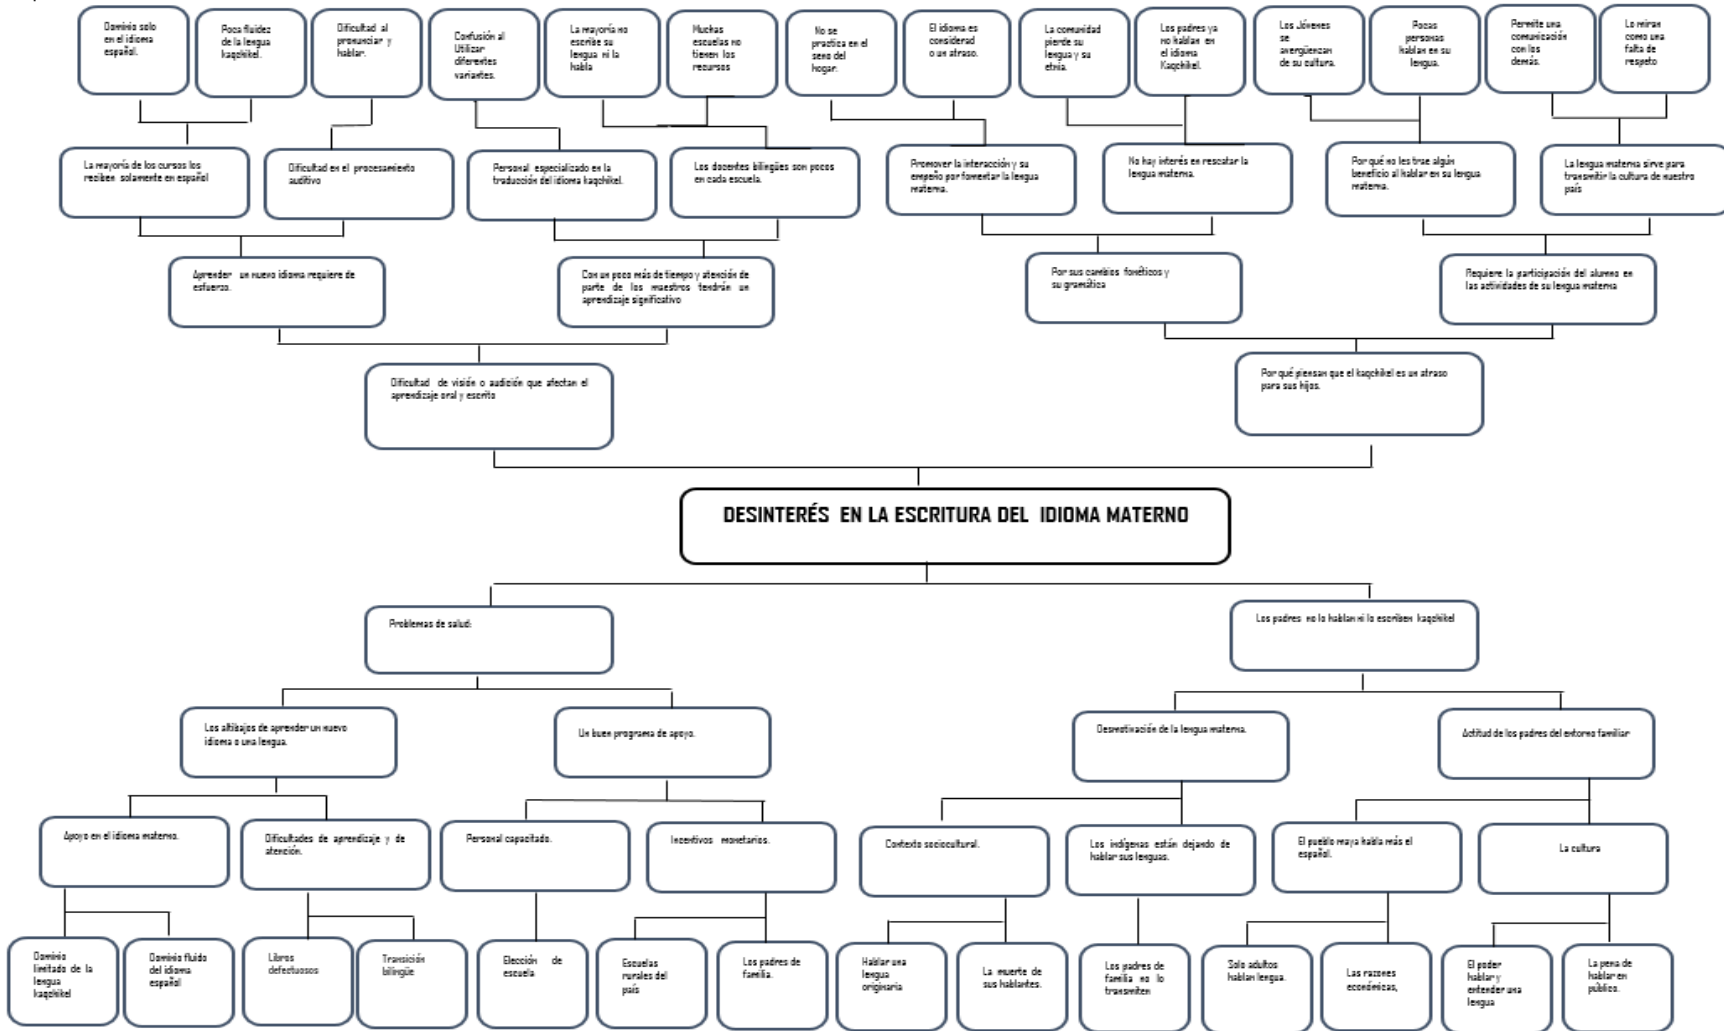 Dominio solo
en el idioma
español.
Poca fluidez
de la lengua
kaqchikel.
Dificultad al
pronunciar y
hablar.
Confusión al
Utilizar
diferentes
variantes.
La mayoría no
escribe su
lengua ni la
habla
Muchas
escuelas no
tienen los
recursos
No se
practica en el
seno del
hogar.
El idioma es
considerad
o un atraso.
La comunidad
pierde su
lengua y su
etnia.
Los padres ya
no hablan en
el idioma
Kaqchikel.
Los Jóvenes
se
avergüenzan
de su cultura.
Pocas
personas
hablan en su
lengua.
Permite una
comunicación
con los
demás.
Lo miran
como una
falta de
respeto
La mayoría de los cursos los
reciben solamente en español
Dificultad en el procesamiento
auditivo
Personal especializado en la
traducción del idioma kaqchikel.
Los docentes bilingües son pocos
en cada escuela.
Promover la interacción y su
empeño por fomentar la lengua
materna.
No hay interés en rescatar la
lengua materna.
Por qué no les trae algún
beneficio al hablar en su lengua
materna.
La lengua materna sirve para
transmitir la cultura de nuestro
país
Aprender un nuevo idioma requiere de
esfuerzo.
Con un poco más de tiempo y atención de
parte de los maestros tendrán un
aprendizaje significativo
Por sus cambios fonéticos y
su gramática
Requiere la participación del alumno en
las actividades de su lengua materna
Dificultad de visión o audición que afectan el
aprendizaje oral y escrito
Por qué piensan que el kaqchikel es un atraso
para sus hijos.
DESINTERÉS EN LA ESCRITURA DEL IDIOMA MATERNO
Problemas de salud:
Los padres no lo hablan ni lo escriben kaqchikel
Los altibajos de aprender un nuevo
idioma o una lengua.
Un buen programa de apoyo.
Desmotivación de la lengua materna.
Actitud de los padres del entorno familiar
Apoyo en el idioma materno.
Dificultades de aprendizaje y de
atención.
Personal capacitado.
Incentivos monetarios.
Contexto sociocultural.
Los indígenas están dejando de
hablar sus lenguas.
El pueblo maya habla más el
español.
La cultura
Dominio
limitado de la
lengua
kaqchikel
Dominio fluido
del idioma
español
Libros
defectuosos
Transición
bilingüe
Elección de
escuela
Escuelas
rurales del
país
Los padres de
familia.
Hablar una
lengua
originaria
La muerte de
sus hablantes.
Los padres de
familia no lo
transmiten
Solo adultos
hablan lengua.
Las razones
económicas,
El poder
hablar y
entender una
lengua
La pena de
hablar en
público.